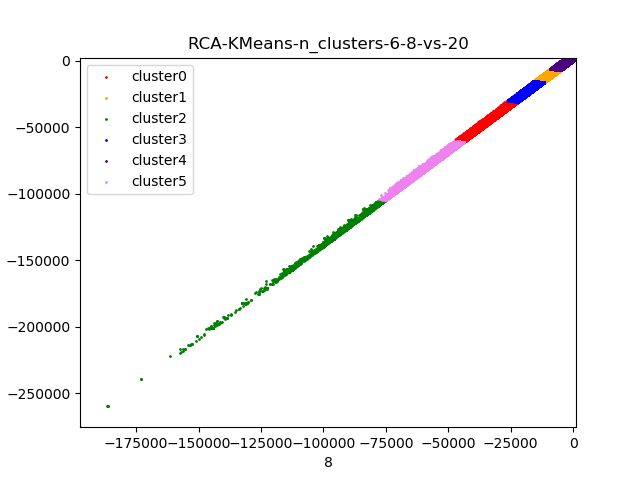 RCA-KMeans-n_clusters-6-8-vs-20
cluster0
cluster1
cluster2
cluster3
cluster4
cluster5
0
−50000
−100000
−150000
−200000
−250000
−175000−150000−125000−100000 −75000 −50000 −25000 0
8